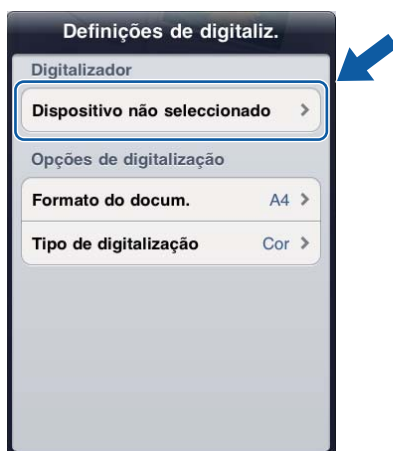 Definições de digitaliz.
Digitalizador
Dispositivo não seleccionado
Opções de digitalização
Formato do docum. A4
Tipo de digitalização Cor